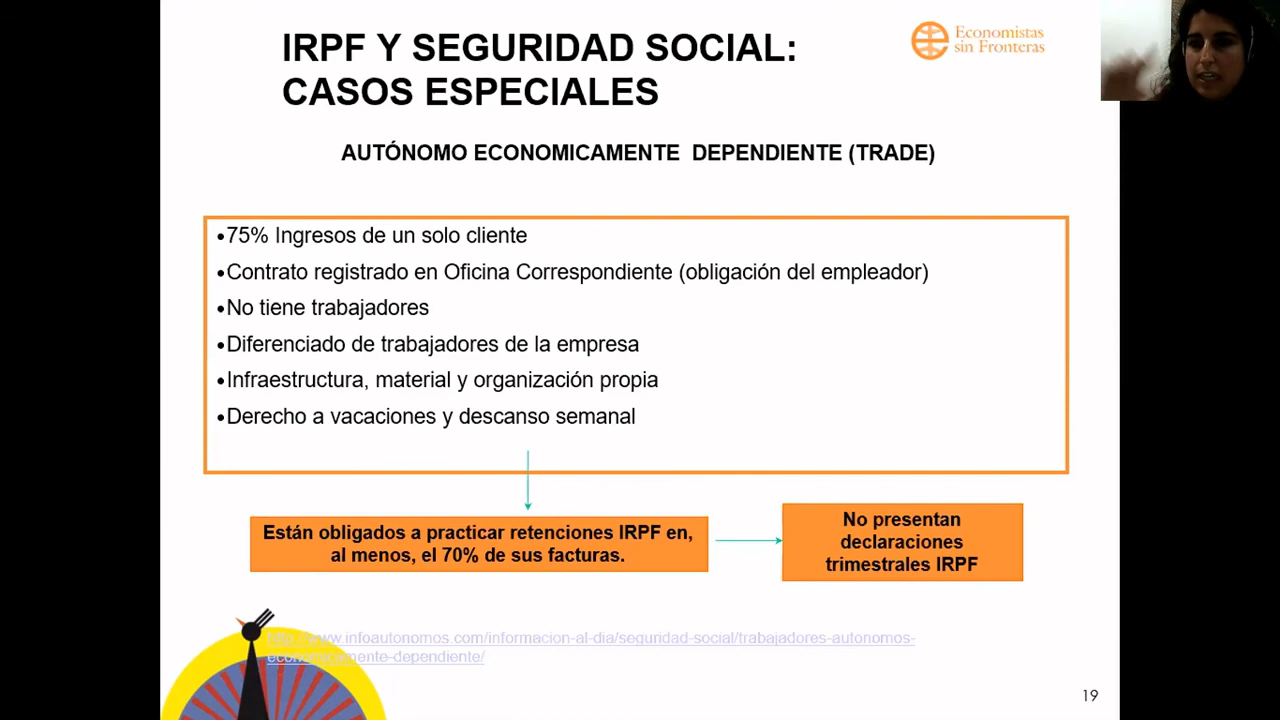 IRPF Y SEGURIDAD SOCIAL:
CASOS ESPECIALES
Economistas
sin Fronteras
AUTÓNOMO ECONOMICAMENTE DEPENDIENTE (TRADE)
•75% Ingresos de un solo cliente
•Contrato registrado en Oficina Correspondiente (obligación del empleador)
•No tiene trabajadores
•Diferenciado de trabajadores de la empresa
•Infraestructura, material y organización propia
•Derecho a vacaciones y descanso semanal
Están obligados a practicar retenciones IRPF en,
al menos, el 70% de sus facturas.
No presentan
declaraciones
trimestrales IRPF
http://www.infoautonomos.com/informacion-al-dia/seguridad-social/trabajadores-autonomos-
economicamente-dependiente/
19